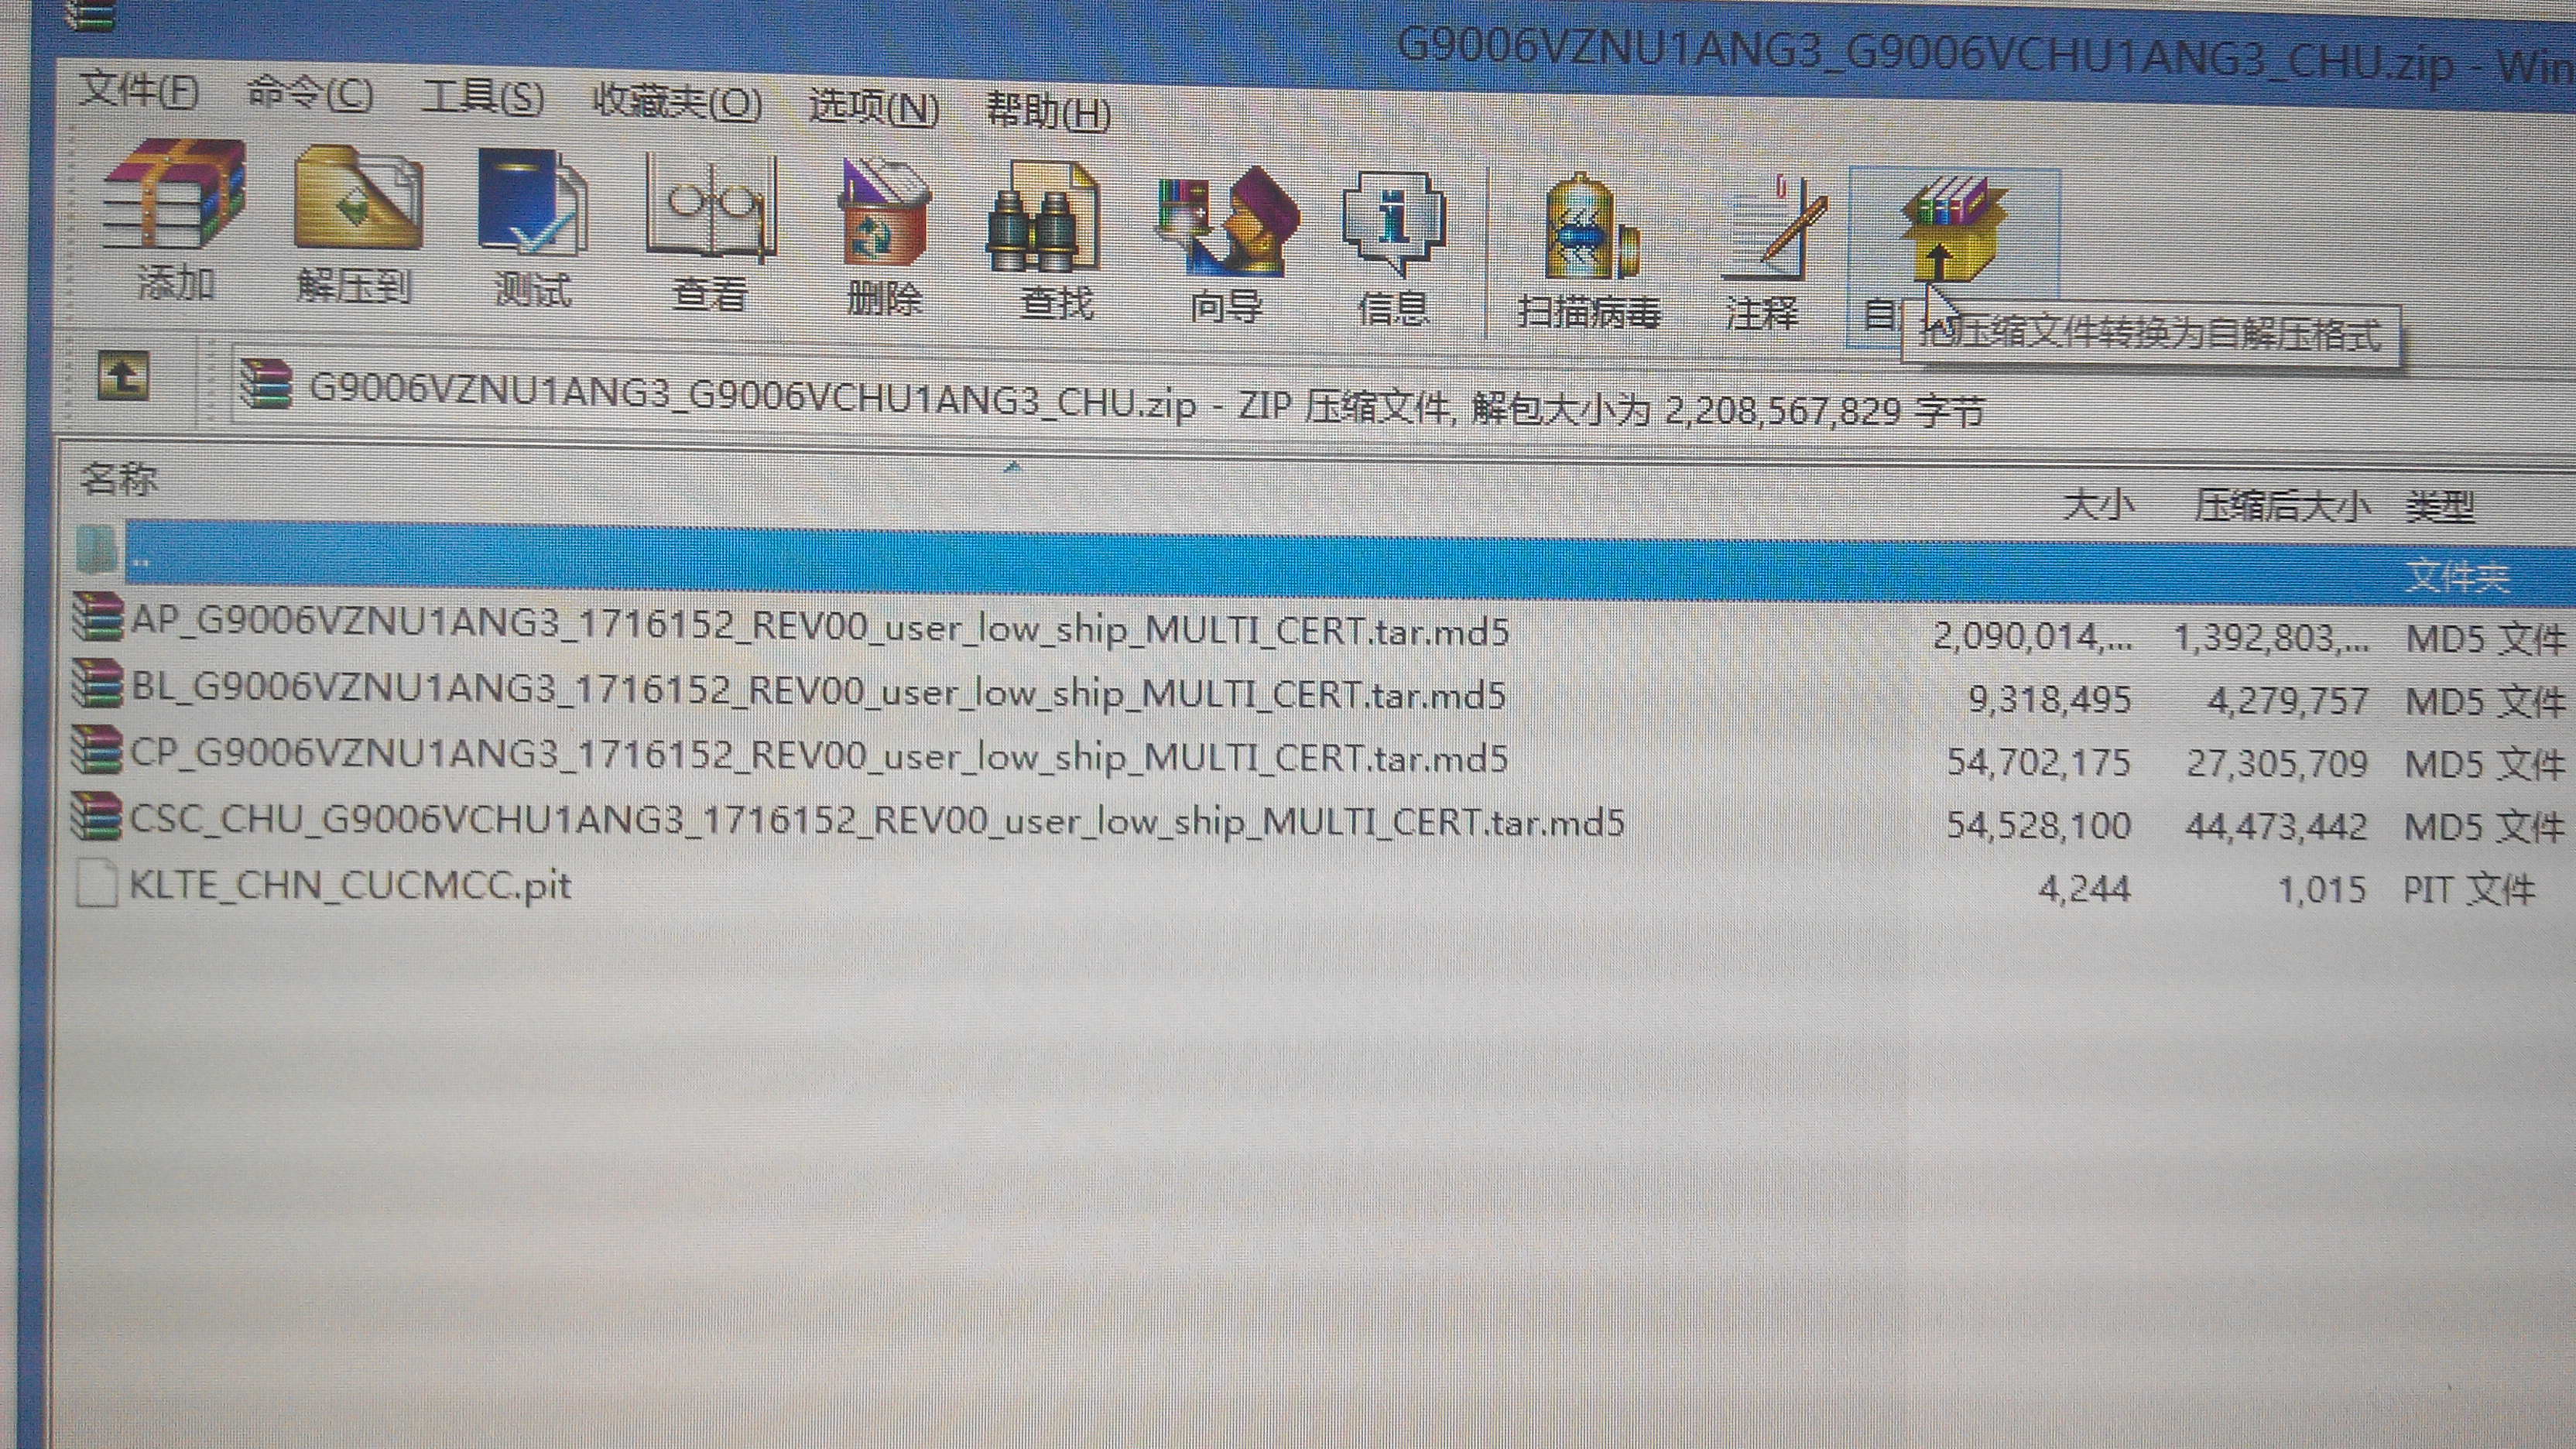 G9006VZNU1ANG3_G9006VCHU1ANG3_CHU.zip - Win
文件(F) 命令(C) 工具(S) 收藏夹(O) 选项(N) 帮助(H)
添加 解压到 测试 查看 删除 查找 向导 信息 扫描病毒 注释 自
把压缩文件转换为自解压格式
G9006VZNU1ANG3_G9006VCHU1ANG3_CHU.zip - ZIP 压缩文件, 解包大小为 2,208,567,829 字节
名称 大小 压缩后大小 类型
.. 文件夹
AP_G9006VZNU1ANG3_1716152_REV00_user_low_ship_MULTI_CERT.tar.md5 2,090,014,... 1,392,803,... MD5 文件
BL_G9006VZNU1ANG3_1716152_REV00_user_low_ship_MULTI_CERT.tar.md5 9,318,495 4,279,757 MD5 文件
CP_G9006VZNU1ANG3_1716152_REV00_user_low_ship_MULTI_CERT.tar.md5 54,702,175 27,305,709 MD5 文件
CSC_CHU_G9006VCHU1ANG3_1716152_REV00_user_low_ship_MULTI_CERT.tar.md5 54,528,100 44,473,442 MD5 文件
KLTE_CHN_CUCMCC.pit 4,244 1,015 PIT 文件